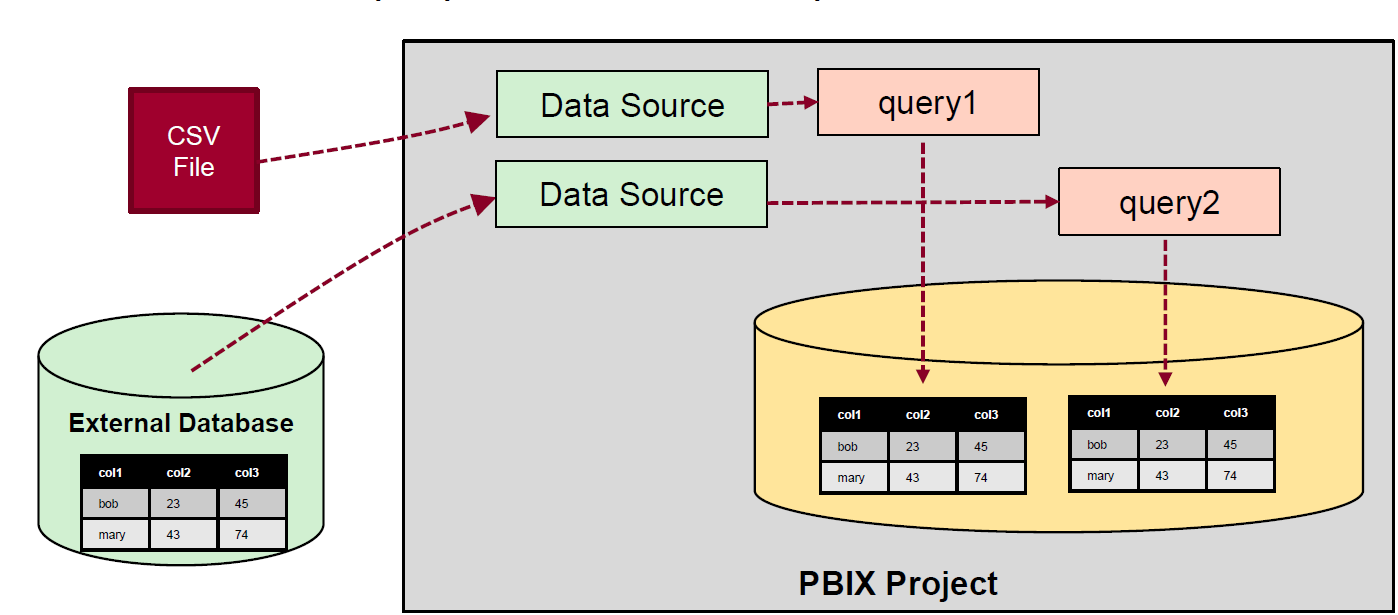 CSV
File
Data Source
query1
Data Source
query2
External Database
col1 col2 col3
bob 23 45
mary 43 74
col1 col2 col3
bob 23 45
mary 43 74
col1 col2 col3
bob 23 45
mary 43 74
PBIX Project